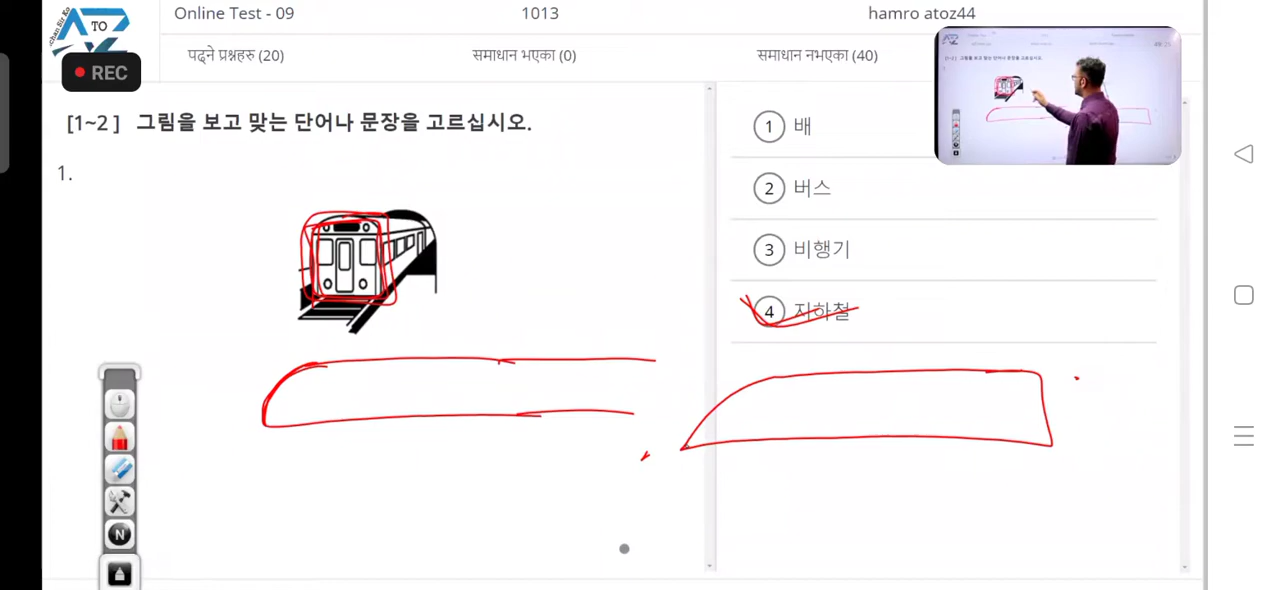 TO
Online Test - 09
1013
hamro atoz44
REC
पढ्ने प्रश्नहरु (20)
समाधान भएका (0)
समाधान नभएका (40)
[1~2 ] 그림을 보고 맞는 단어나 문장을 고르십시오.
1.
1 배
2 버스
3 비행기
4 지하철
N